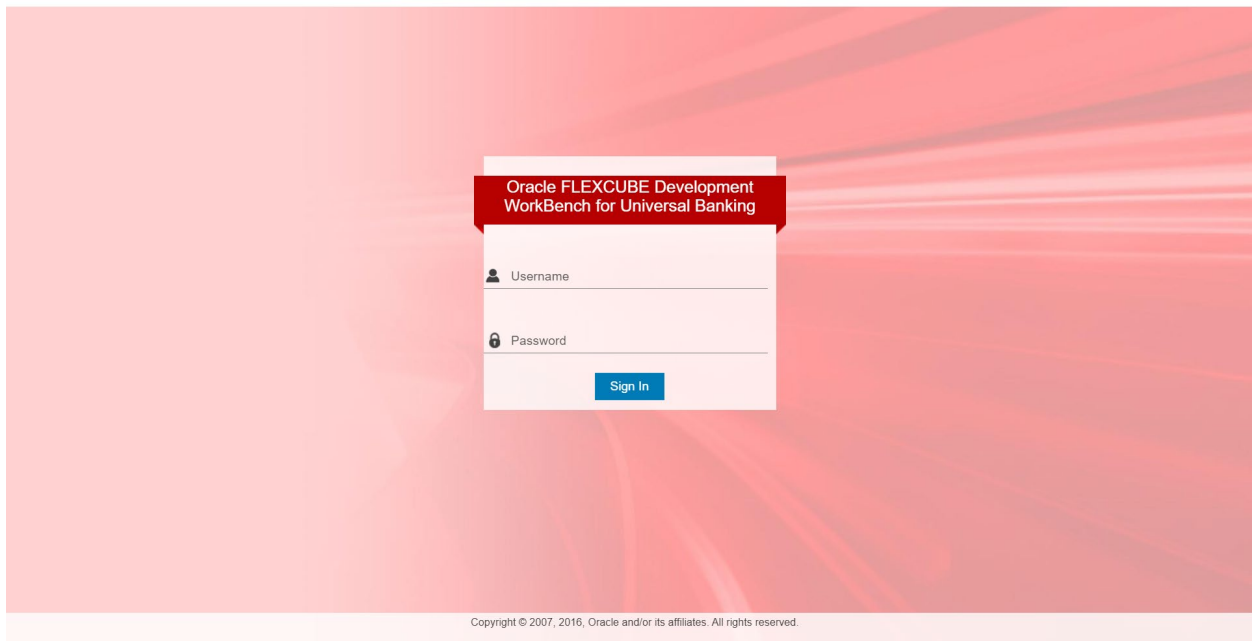 Oracle FLEXCUBE Development
WorkBench for Universal Banking
Username
Password
Sign In
Copyright © 2007, 2016, Oracle and/or its affiliates. All rights reserved.